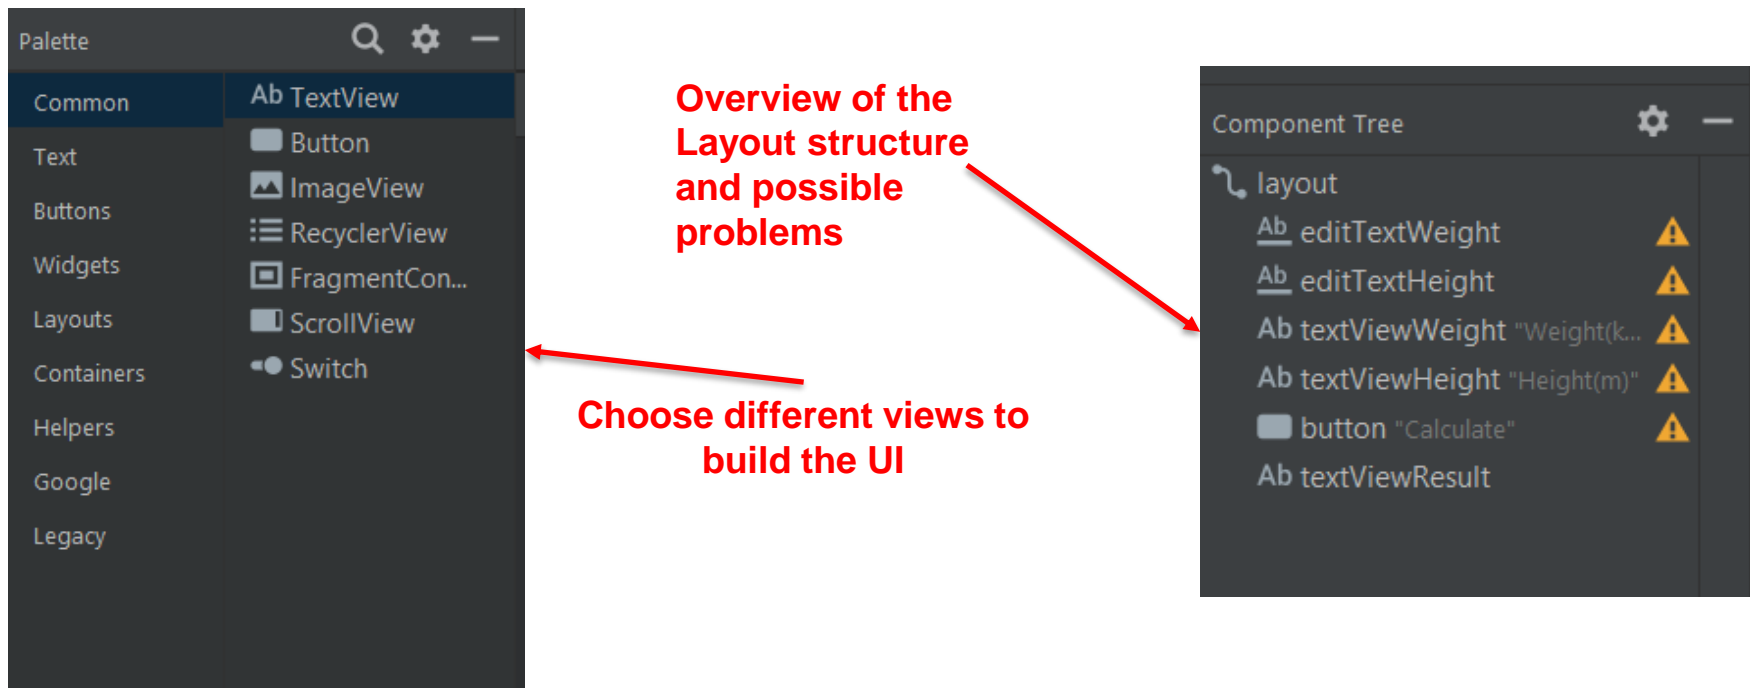 Palette
Common
Text
Buttons
Widgets
Layouts
Containers
Helpers
Google
Legacy
Ab TextView
Button
ImageView
RecyclerView
FragmentCon...
ScrollView
Switch
Overview of the
Layout structure
and possible
problems
Choose different views to
build the UI
Component Tree
layout
Ab editTextWeight
Ab editTextHeight
Ab textViewWeight "Weight(k...
Ab textViewHeight "Height(m)"
button "Calculate"
Ab textViewResult